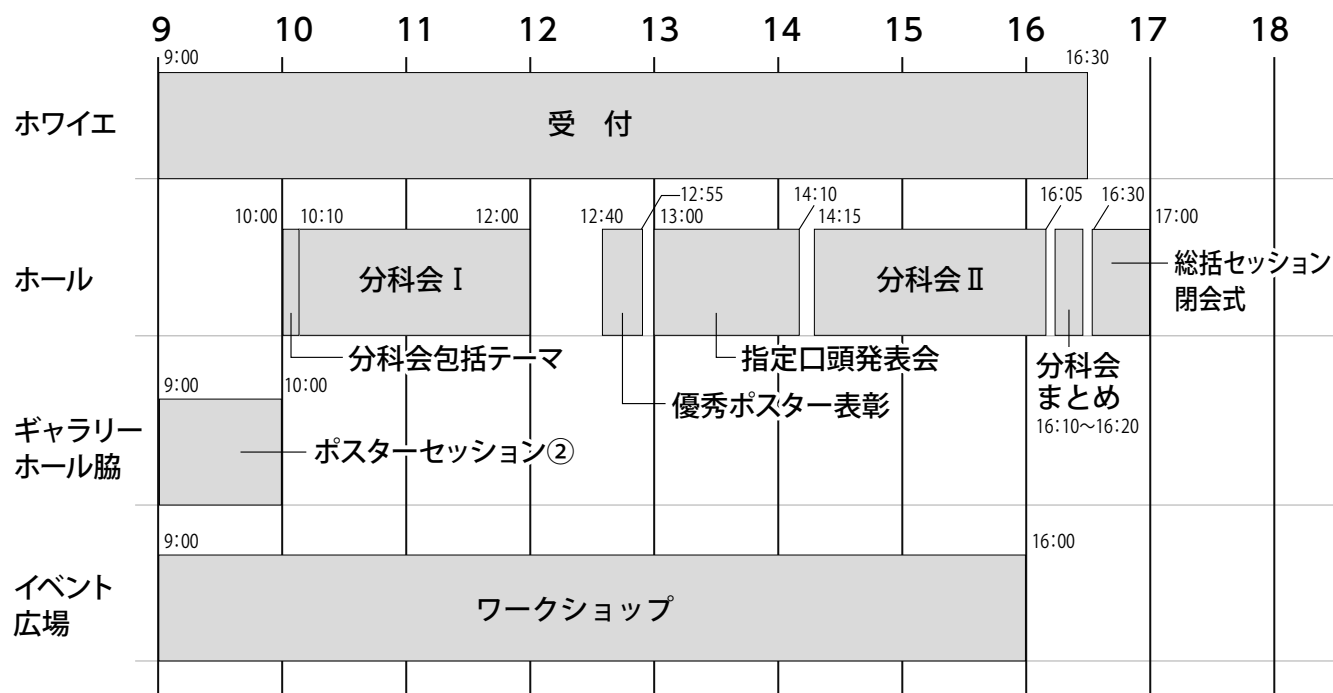 9 10 11 12 13 14 15 16 17 18
9:00 16:30
ホワイエ
受　付
10:00 10:10 12:00 12:40 12:55 13:00 14:10 14:15 16:05 16:30 17:00
ホール
分科会Ⅰ
分科会Ⅱ
総括セッション
閉会式
分科会包括テーマ
指定口頭発表会
優秀ポスター表彰
分科会
まとめ
16:10〜16:20
9:00 10:00
ギャラリー
ホール脇
ポスターセッション②
9:00 16:00
イベント
広場
ワークショップ